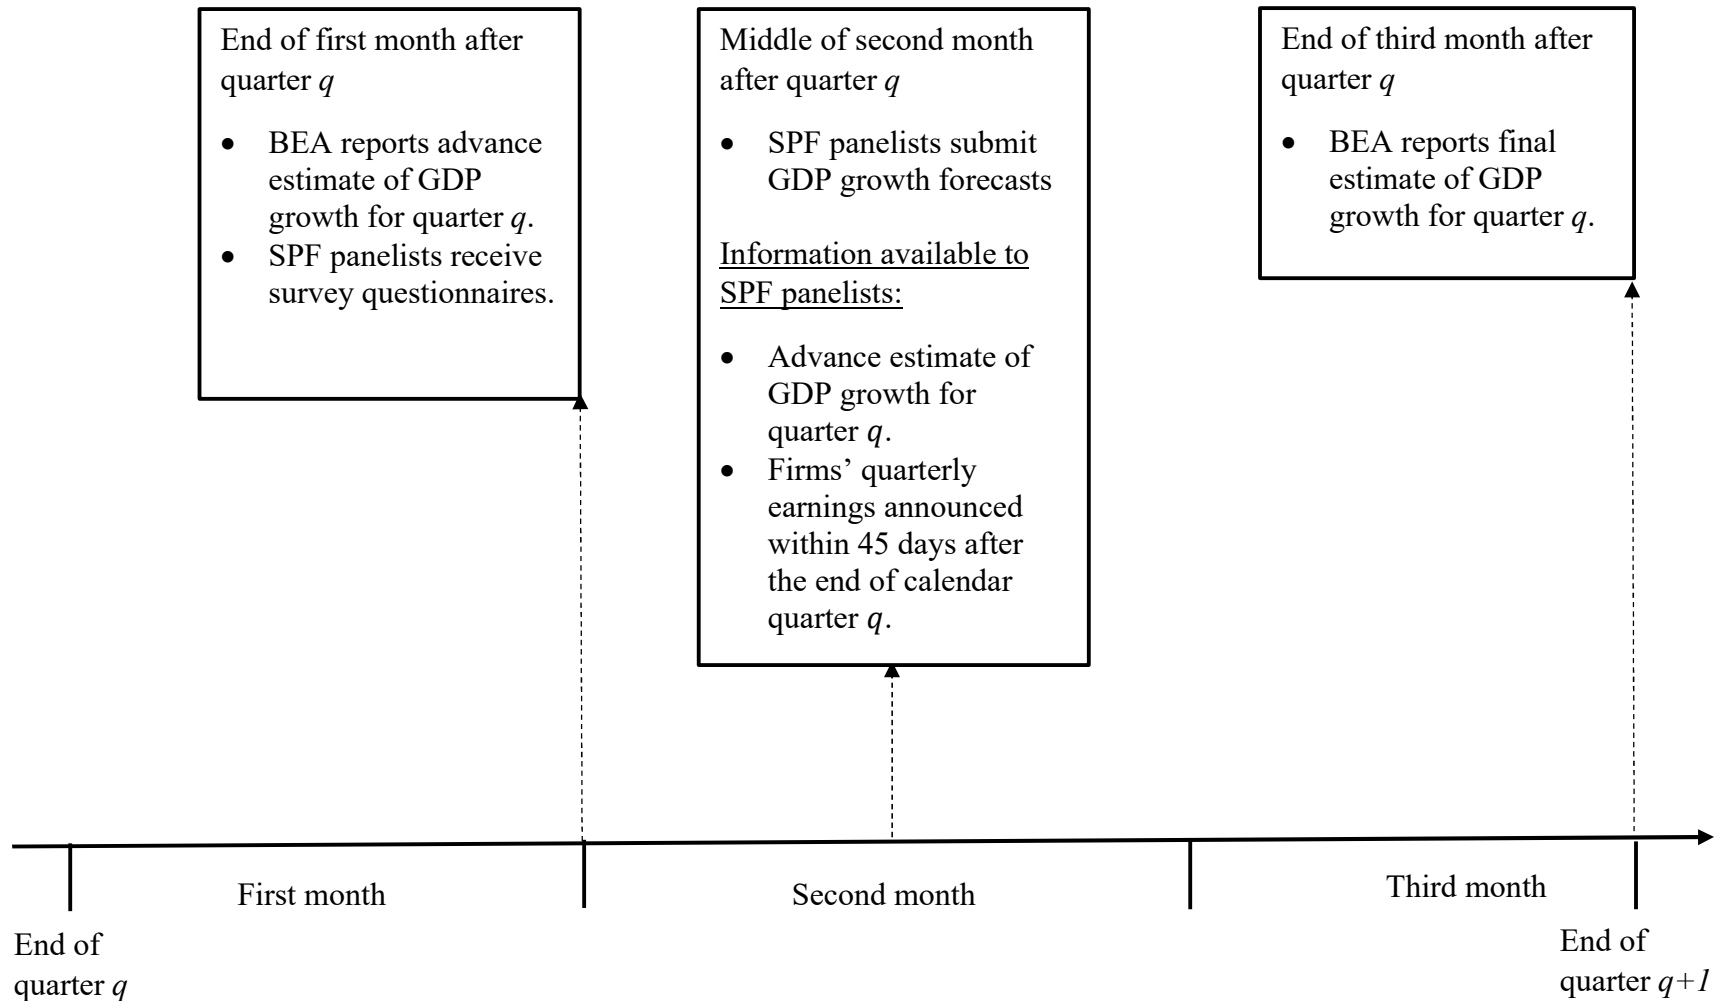 End of first month after
quarter q
• BEA reports advance
estimate of GDP
growth for quarter q.
• SPF panelists receive
survey questionnaires.
Middle of second month
after quarter q
• SPF panelists submit
GDP growth forecasts
Information available to
SPF panelists:
• Advance estimate of
GDP growth for
quarter q.
• Firms’ quarterly
earnings announced
within 45 days after
the end of calendar
quarter q.
End of third month after
quarter q
• BEA reports final
estimate of GDP
growth for quarter q.
First month
Second month
Third month
End of
quarter q
End of
quarter q+1